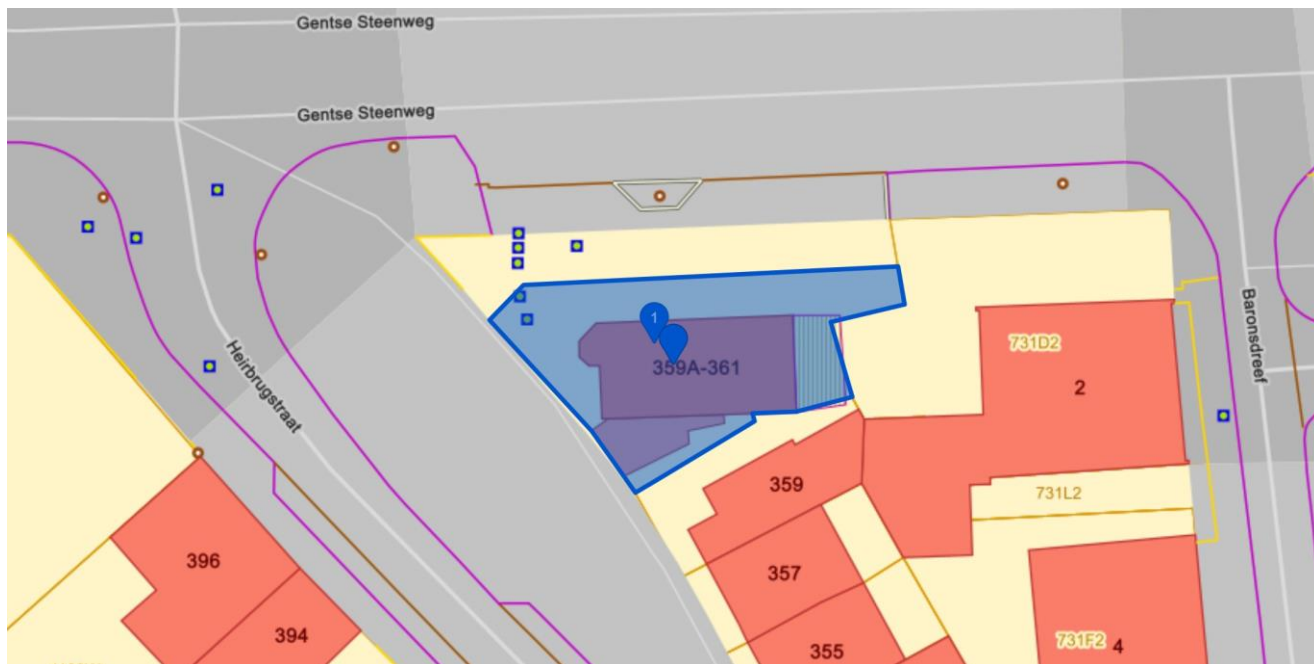 Gentse Steenweg
Gentse Steenweg
1
359A-361
Heirbrugstraat
Baronsdreef
731D2
2
359
731L2
396
357
394
355
731F2 4